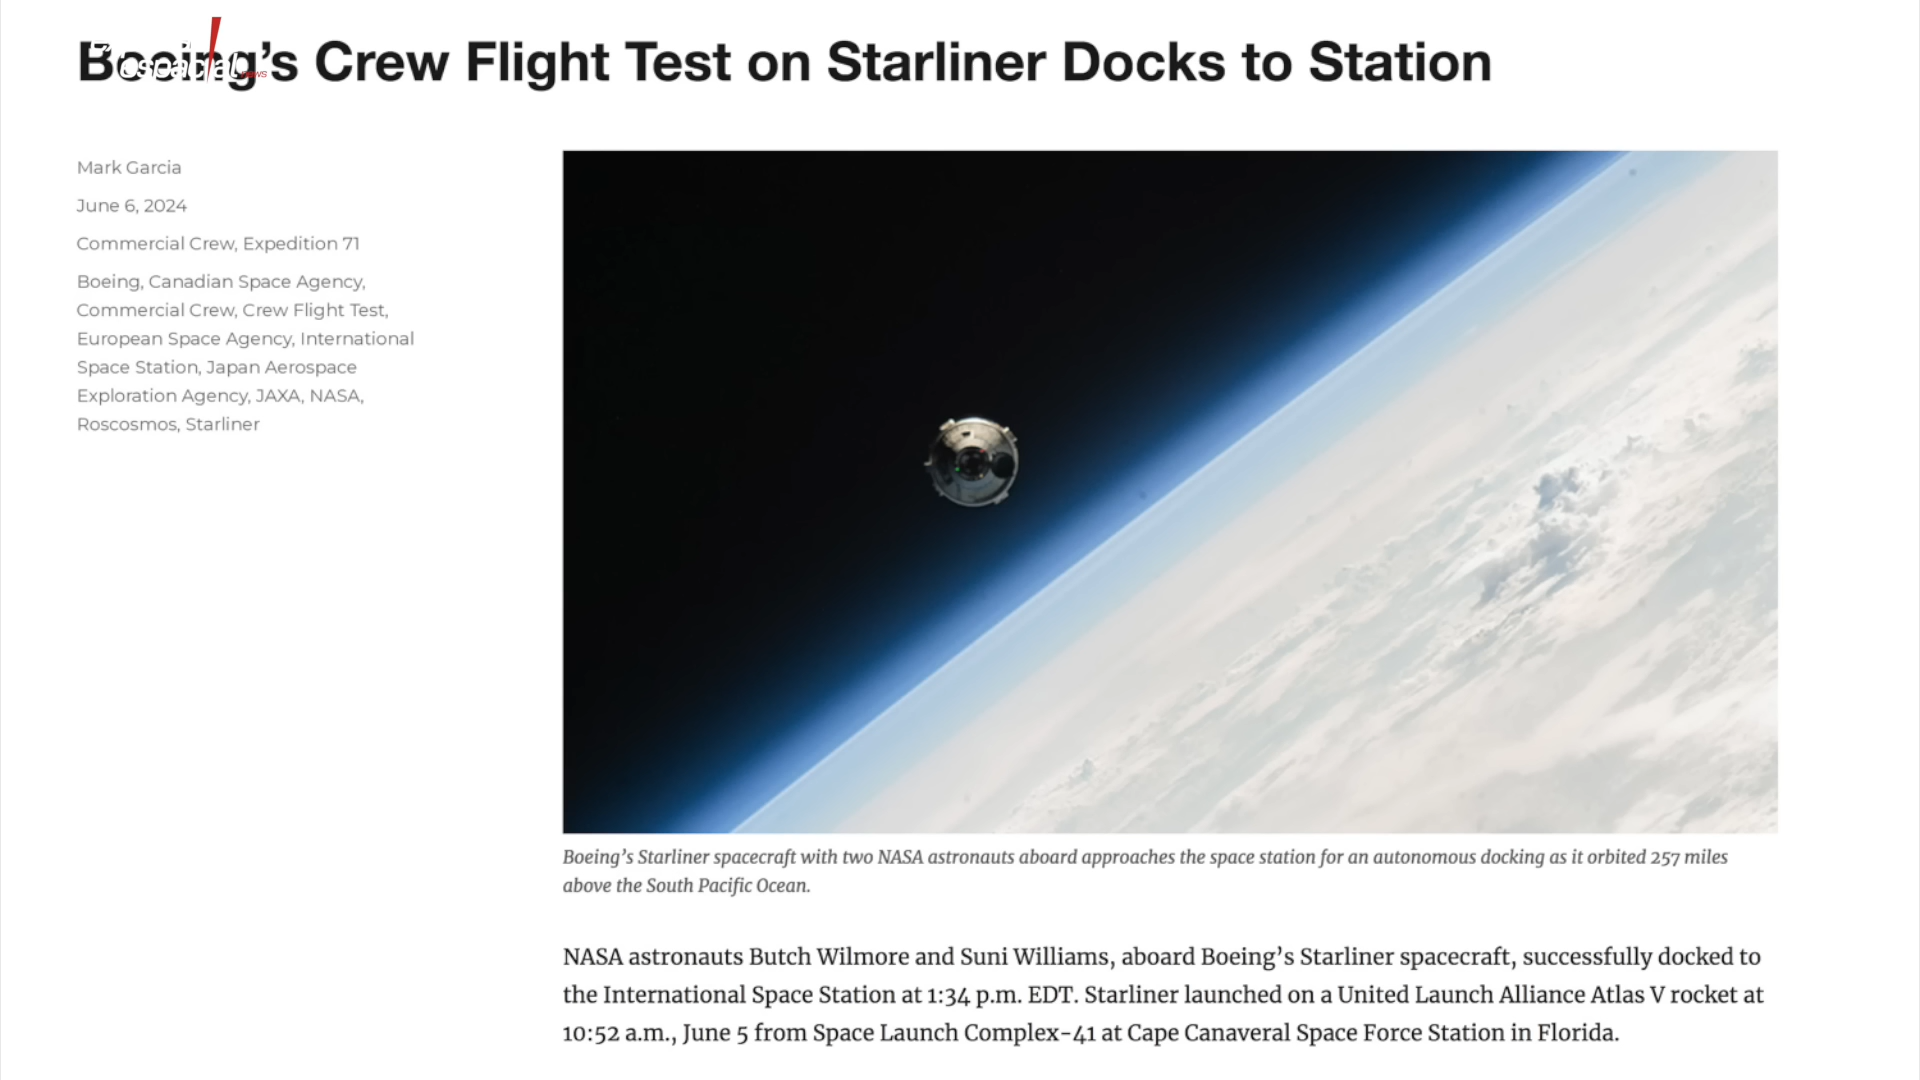 Boeing’s Crew Flight Test on Starliner Docks to Station
espacial
news
Mark Garcia
June 6, 2024
Commercial Crew, Expedition 71
Boeing, Canadian Space Agency,
Commercial Crew, Crew Flight Test,
European Space Agency, International
Space Station, Japan Aerospace
Exploration Agency, JAXA, NASA,
Roscosmos, Starliner
Boeing’s Starliner spacecraft with two NASA astronauts aboard approaches the space station for an autonomous docking as it orbited 257 miles
above the South Pacific Ocean.
NASA astronauts Butch Wilmore and Suni Williams, aboard Boeing’s Starliner spacecraft, successfully docked to
the International Space Station at 1:34 p.m. EDT. Starliner launched on a United Launch Alliance Atlas V rocket at
10:52 a.m., June 5 from Space Launch Complex-41 at Cape Canaveral Space Force Station in Florida.